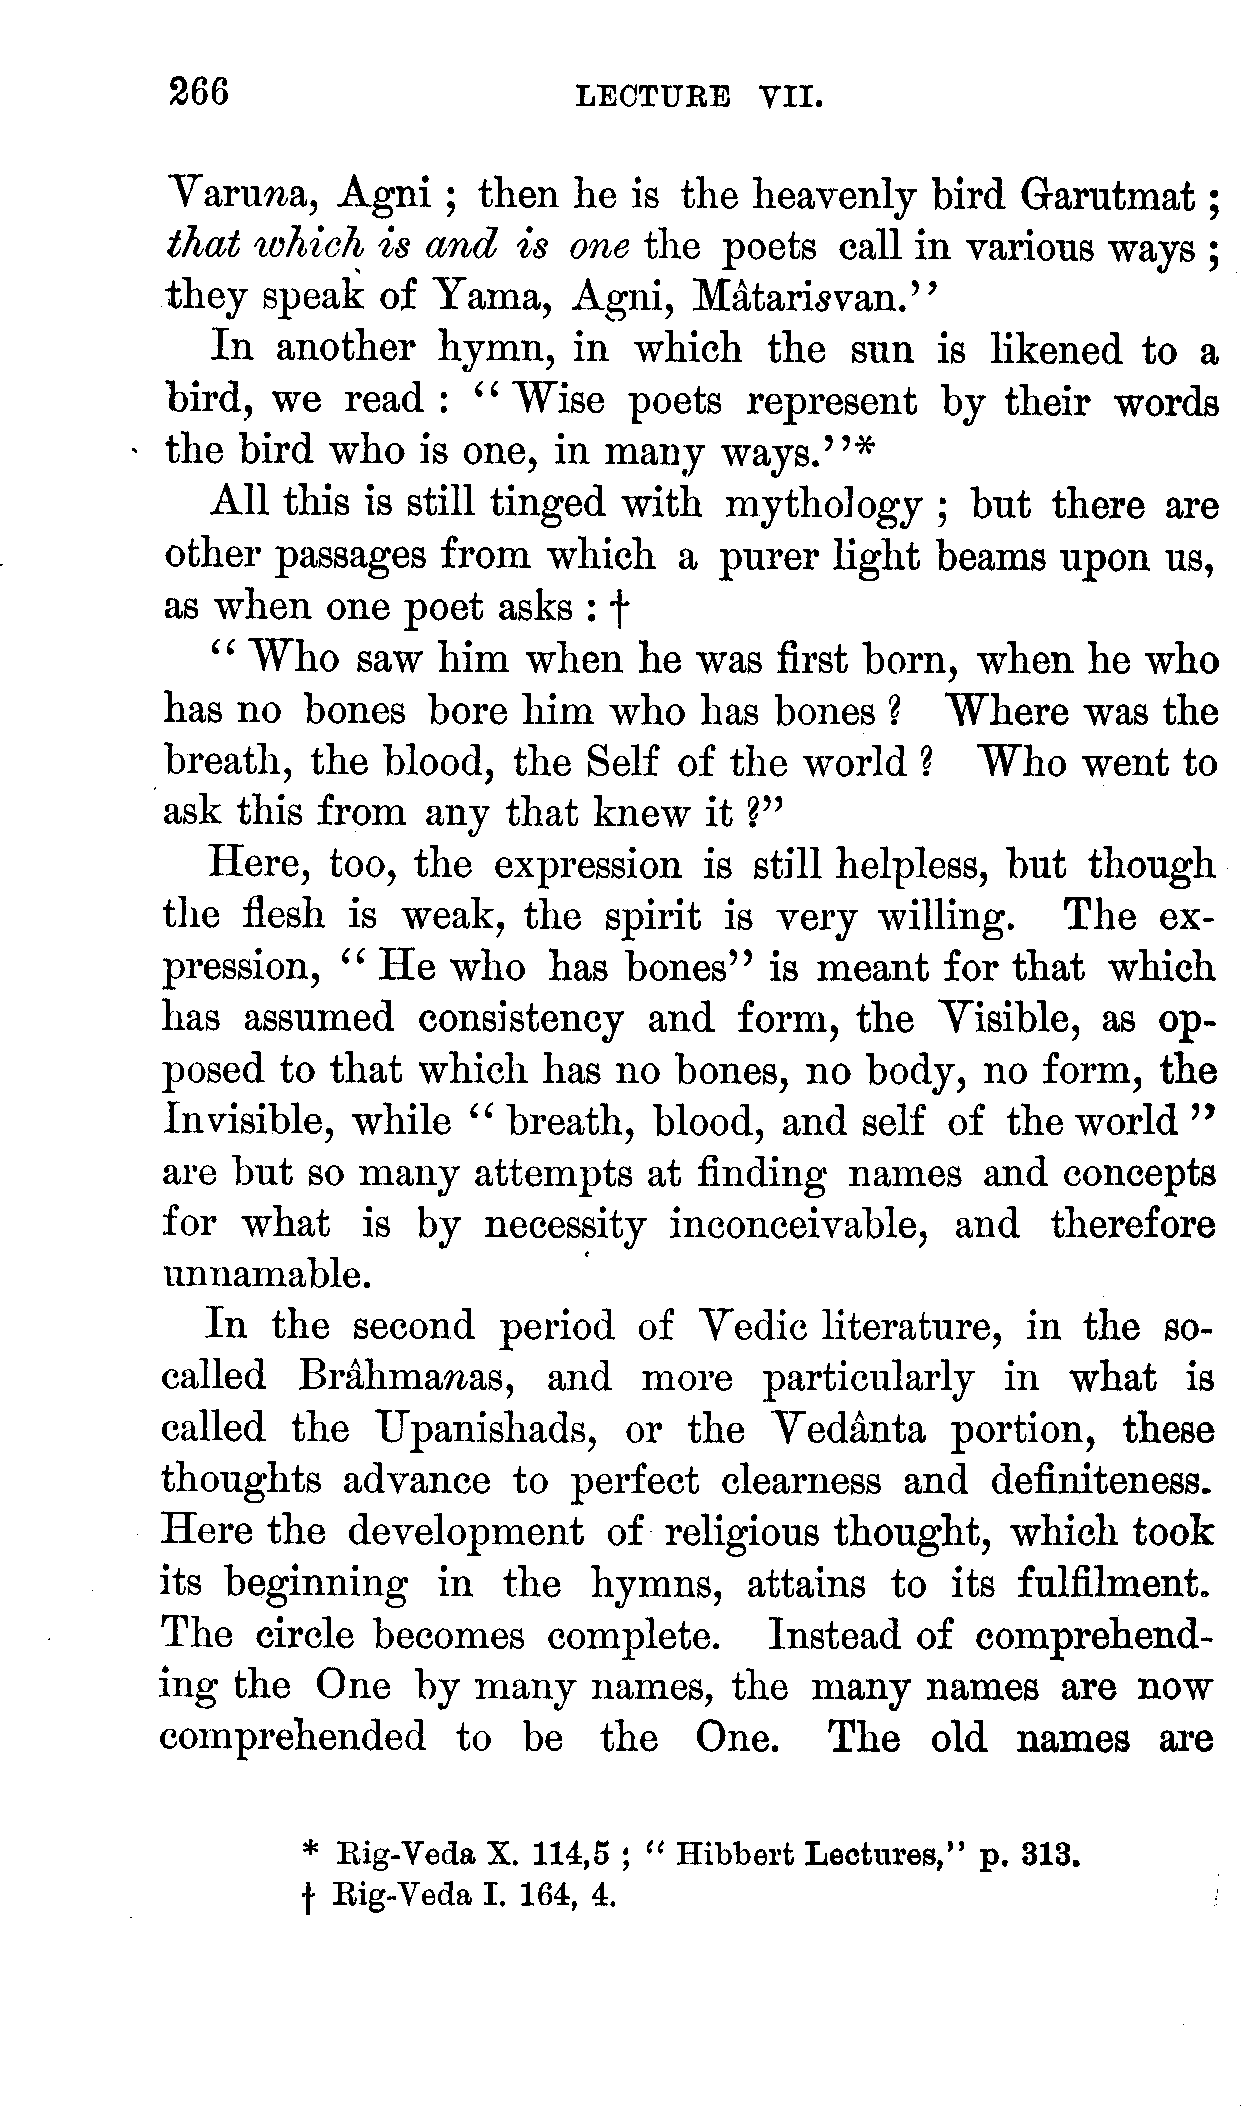 266 LECTURE VII.
Varuna, Agni ; then he is the heavenly bird Garutmat ;
that which is and is one the poets call in various ways ;
they speak of Yama, Agni, Mâtarisvan.''
In another hymn, in which the sun is likened to a
bird, we read : “ Wise poets represent by their words
the bird who is one, in many ways.''*
All this is still tinged with mythology ; but there are
other passages from which a purer light beams upon us,
as when one poet asks : †
“ Who saw him when he was first born, when he who
has no bones bore him who has bones ? Where was the
breath, the blood, the Self of the world ? Who went to
ask this from any that knew it ?”
Here, too, the expression is still helpless, but though
the flesh is weak, the spirit is very willing. The ex-
pression, “ He who has bones” is meant for that which
has assumed consistency and form, the Visible, as op-
posed to that which has no bones, no body, no form, the
Invisible, while “ breath, blood, and self of the world ”
are but so many attempts at finding names and concepts
for what is by necessity inconceivable, and therefore
unnamable.
In the second period of Vedic literature, in the so-
called Brâhmanas, and more particularly in what is
called the Upanishads, or the Vedânta portion, these
thoughts advance to perfect clearness and definiteness.
Here the development of religious thought, which took
its beginning in the hymns, attains to its fulfilment.
The circle becomes complete. Instead of comprehend-
ing the One by many names, the many names are now
comprehended to be the One. The old names are
* Rig-Veda X. 114,5 ; “ Hibbert Lectures,” p. 313.
† Rig-Veda I. 164, 4.